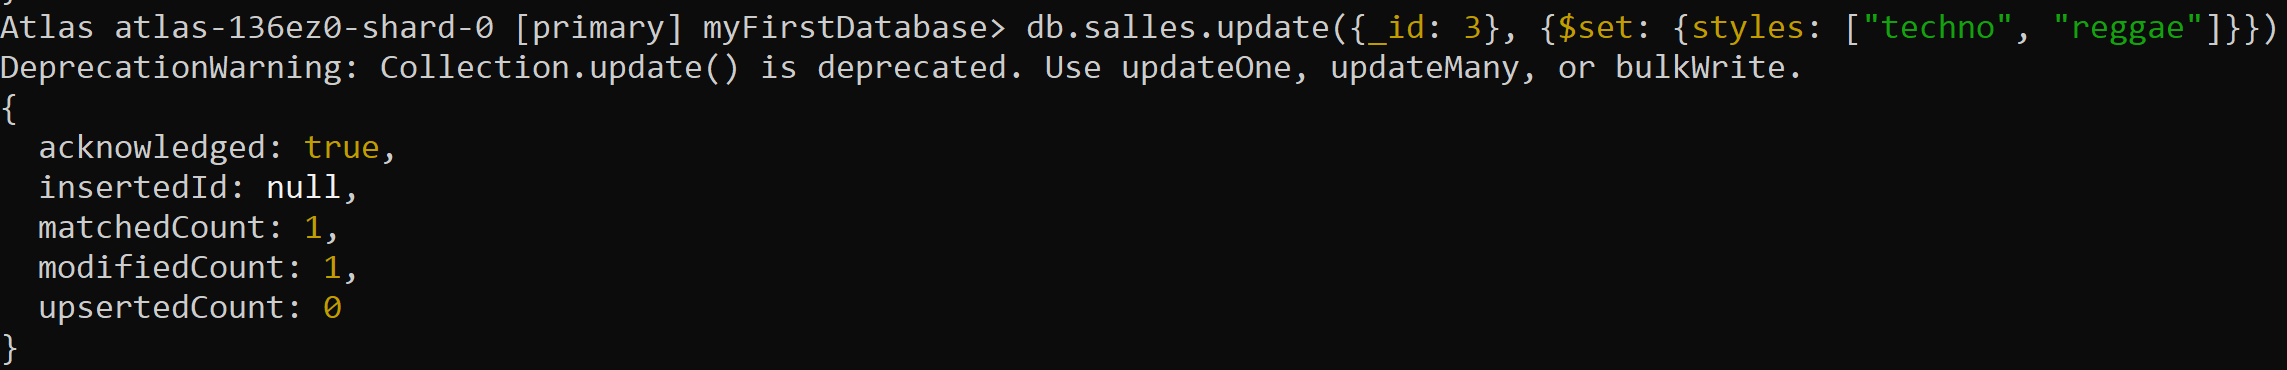 Atlas atlas-136ez0-shard-0 [primary] myFirstDatabase> db.salles.update({_id: 3}, {$set: {styles: ["techno", "reggae"]}})
DeprecationWarning: Collection.update() is deprecated. Use updateOne, updateMany, or bulkWrite.
{
  acknowledged: true,
  insertedId: null,
  matchedCount: 1,
  modifiedCount: 1,
  upsertedCount: 0
}